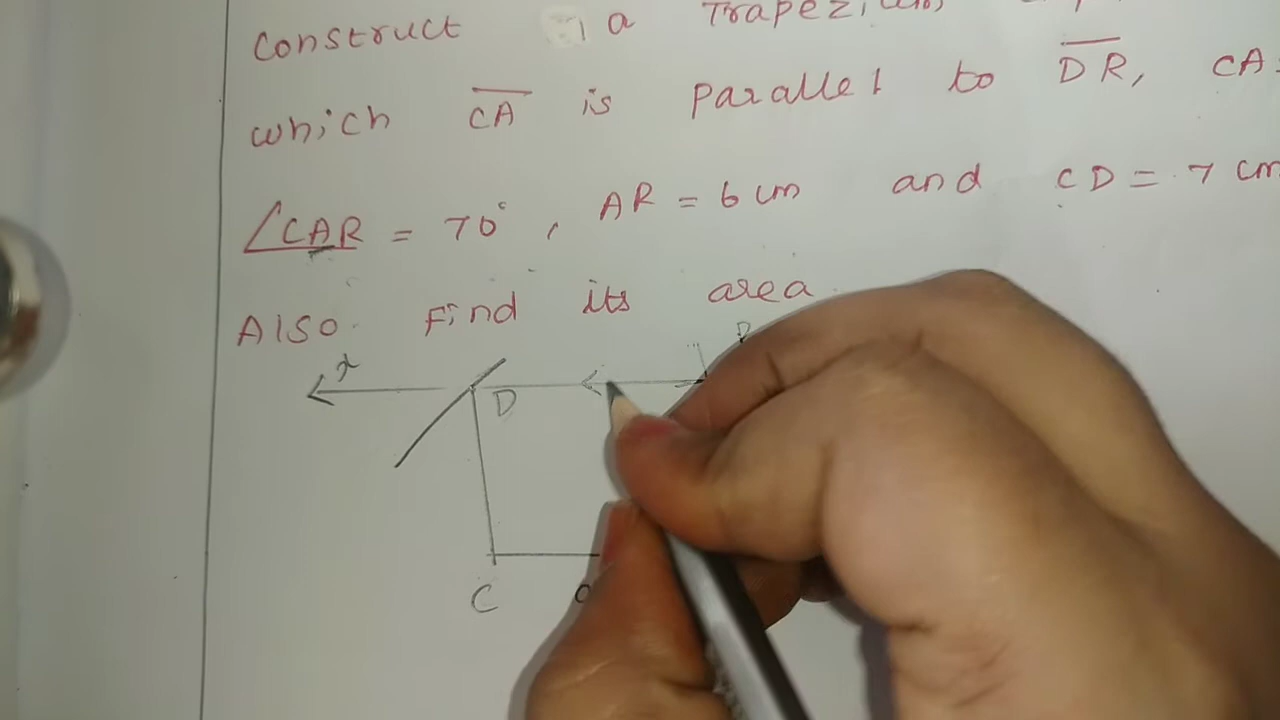 construct a Trapezium
which CA is parallel to DR, CA
∠CAR = 70°, AR = 6 cm and CD = 7 cm
Also Find its area
x
D
C